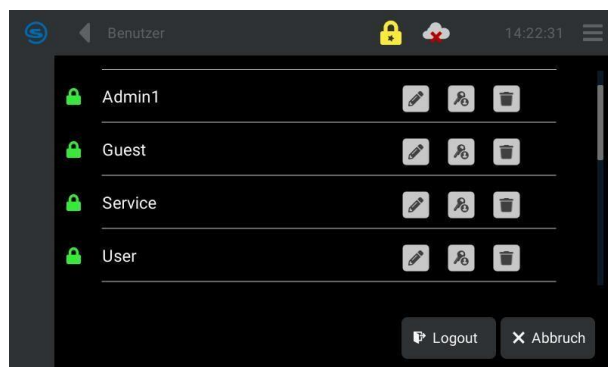 Benutzer 14:22:31
Admin1
Guest
Service
User
Logout Abbruch